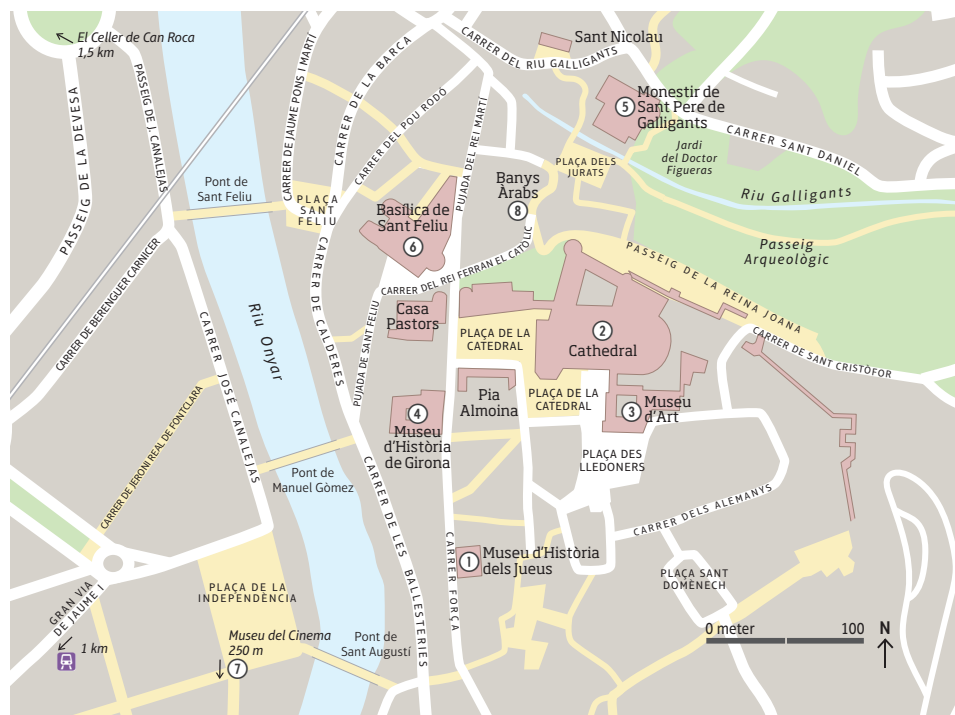 El Celler de Can Roca
1,5 km
PASSEIG DE LA DEVESA
PASSEIG DE J. CANALEJAS
CARRER DE JAUME PONS I MARTÍ
CARRER DE LA BARCA
CARRER DEL POU RODO
PUJADA DEL REI MARTÍ
CARRER DEL RIU GALLIGANTS
Sant Nicolau
5
Monestir de
Sant Pere de
Galligants
CARRER SANT DANIEL
Jardi
del Doctor
Figueras
Riu Galligants
PLAÇA DELS
JURATS
Banys
Àrabs
8
Pont de
Sant Feliu
PLAÇA
SANT
FELIU
Basílica de
Sant Feliu
6
CARRER DEL REI FERRAN EL CATÒLIC
PASSEIG DE LA REINA JOANA
Passeig
Arqueològic
CARRER DE BERENGUER CARNICER
Riu Onyar
CARRER DE CALDERES
PUJADA DE SANT FELIU
Casa
Pastors
PLAÇA DE LA
CATEDRAL
2
Cathedral
CARRER DE SANT CRISTÒFOR
CARRER JOSÉ CANALEJAS
CARRER DE JERONI REAL DE FONTCLARA
4
Museu
d'Història
de Girona
Pia
Almoina
PLAÇA DE LA
CATEDRAL
3
Museu
d'Art
PLAÇA DES
LLEDONERS
Pont de
Manuel Gòmez
CARRER DE LES BALLESTERIES
CARRER FORÇA
CARRER DELS ALEMANYS
1
Museu d'Història
dels Jueus
PLAÇA SANT
DOMÈNECH
GRAN VIA
DE JAUME I
PLAÇA DE LA
INDEPENDÈNCIA
1 km
Museu del Cinema
250 m
7
Pont de
Sant Augustí
0 meter 100
N